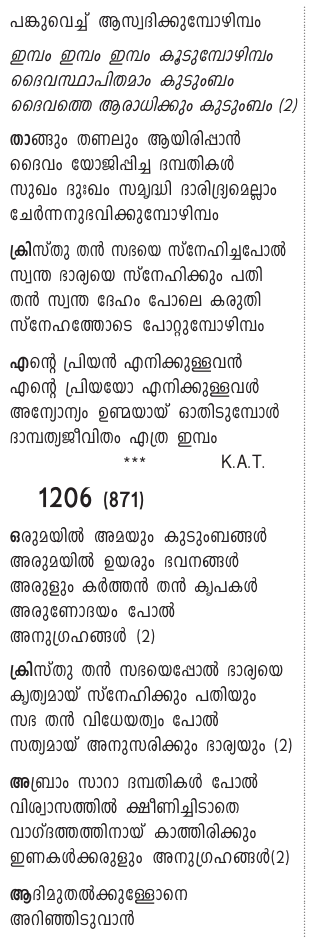 പങ്കുവെച്ച് ആസ്വദിക്കുമ്പോഴിമ്പം
ഇമ്പം ഇമ്പം ഇമ്പം കൂടുമ്പോഴിമ്പം
ദൈവസ്ഥാപിതമാം കുടുംബം
ദൈവത്തെ ആരാധിക്കും കുടുംബം (2)
താങ്ങും തണലും ആയിരിപ്പാൻ
ദൈവം യോജിപ്പിച്ച ദമ്പതികൾ
സുഖം ദുഃഖം സമൃദ്ധി ദാരിദ്ര്യമെല്ലാം
ചേർന്നനുഭവിക്കുമ്പോഴിമ്പം
ക്രിസ്തു തൻ സഭയെ സ്നേഹിച്ചപോൽ
സ്വന്ത ഭാര്യയെ സ്നേഹിക്കും പതി
തൻ സ്വന്ത ദേഹം പോലെ കരുതി
സ്നേഹത്തോടെ പോറ്റുമ്പോഴിമ്പം
എന്റെ പ്രിയൻ എനിക്കുള്ളവൻ
എന്റെ പ്രിയയോ എനിക്കുള്ളവൾ
അന്യോന്യം ഉണ്മയായ് ഓതിടുമ്പോൾ
ദാമ്പത്യജീവിതം എത്ര ഇമ്പം
*** K.A.T.
1206 (871)
ഒരുമയിൽ അമയും കുടുംബങ്ങൾ
അരുമയിൽ ഉയരും ഭവനങ്ങൾ
അരുളും കർത്തൻ തൻ കൃപകൾ
അരുണോദയം പോൽ
അനുഗ്രഹങ്ങൾ (2)
ക്രിസ്തു തൻ സഭയെപ്പോൽ ഭാര്യയെ
കൃത്യമായ് സ്നേഹിക്കും പതിയും
സഭ തൻ വിധേയത്വം പോൽ
സത്യമായ് അനുസരിക്കും ഭാര്യയും (2)
അബ്രാം സാറാ ദമ്പതികൾ പോൽ
വിശ്വാസത്തിൽ ക്ഷീണിച്ചിടാതെ
വാഗ്ദത്തത്തിനായ് കാത്തിരിക്കും
ഇണകൾക്കരുളും അനുഗ്രഹങ്ങൾ(2)
ആദിമുതൽക്കുള്ളോനെ
അറിഞ്ഞിടുവാൻ